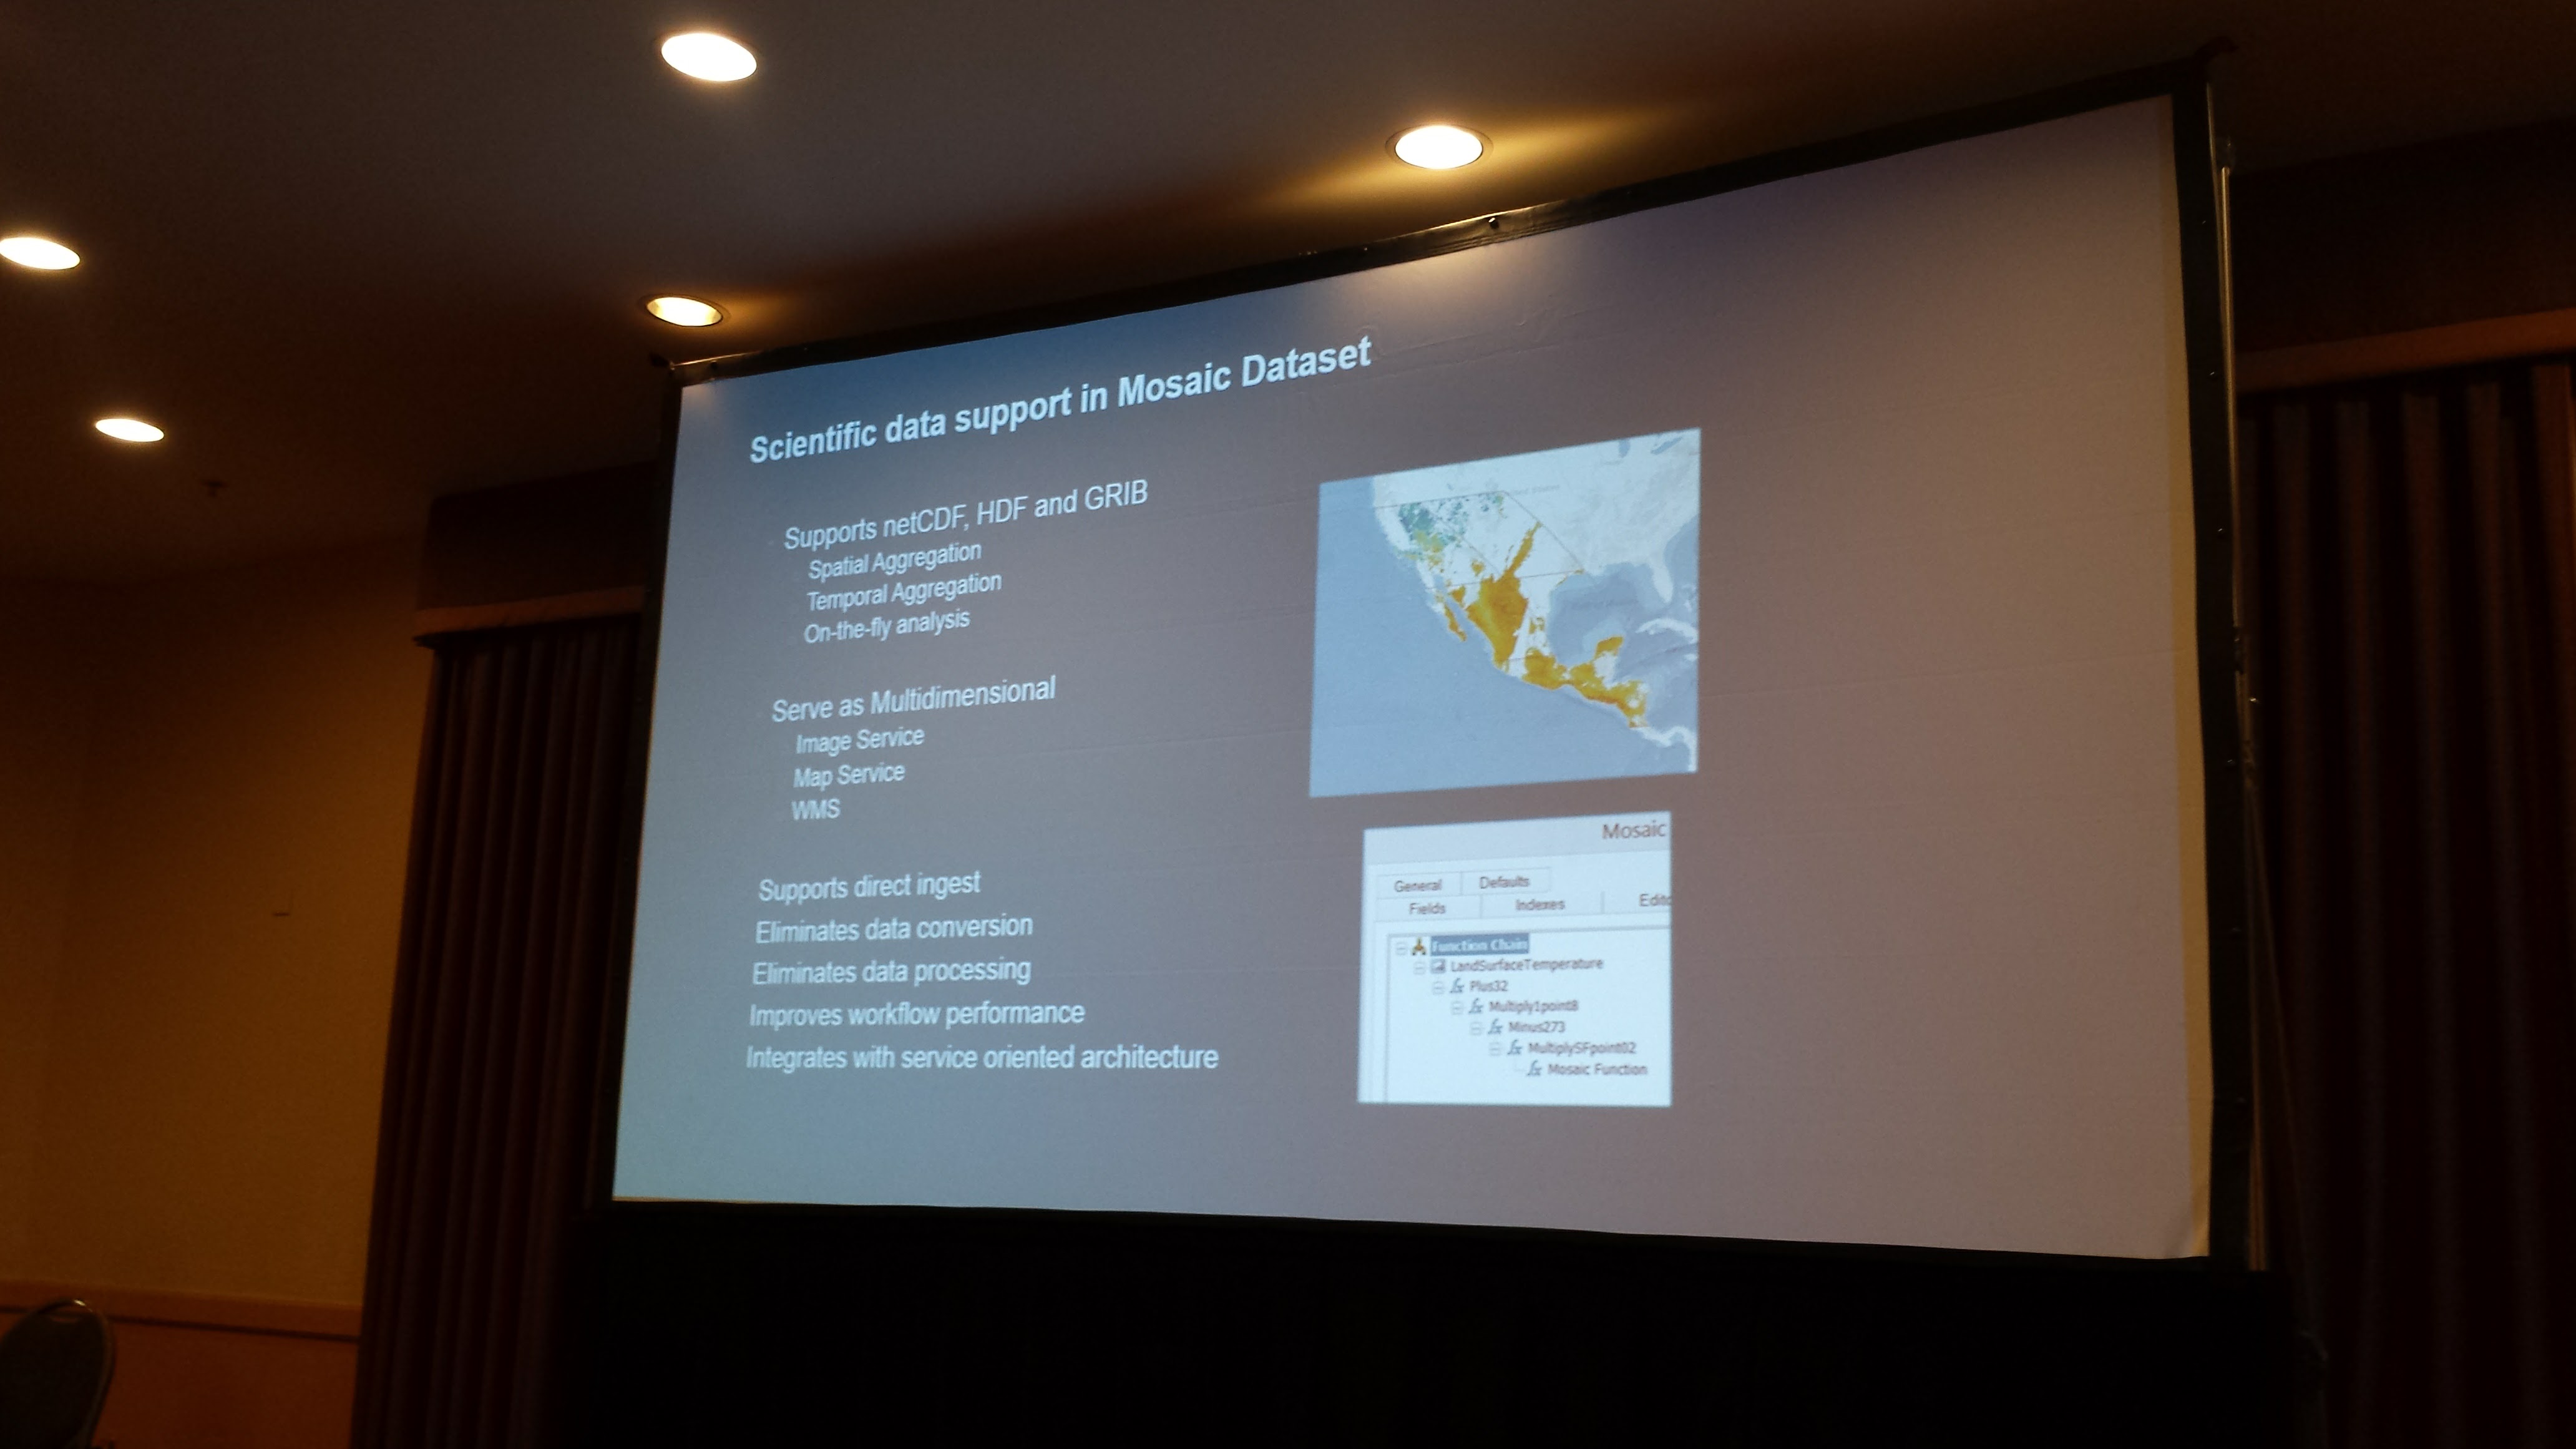 Scientific data support in Mosaic Dataset
Supports netCDF, HDF and GRIB
Spatial Aggregation
Temporal Aggregation
On-the-fly analysis
Serve as Multidimensional
Image Service
Map Service
WMS
Supports direct ingest
Eliminates data conversion
Eliminates data processing
Improves workflow performance
Integrates with service oriented architecture
Mosaic
General Defaults
Fields Indexes
Function Chain
LandSurfaceTemperature
Plus32
Multiply1point8
Minus273
MultiplySFpoint02
Mosaic Function